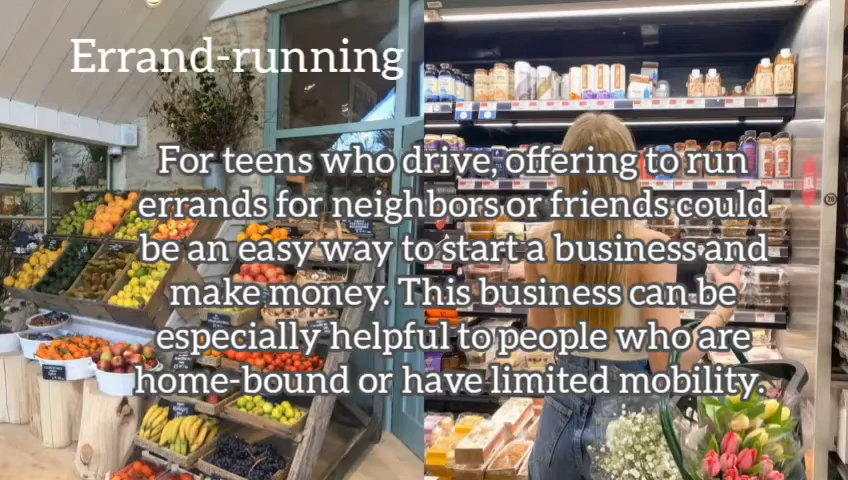 Errand-running
For teens who drive, offering to run
errands for neighbors or friends could
be an easy way to start a business and
make money. This business can be
especially helpful to people who are
home-bound or have limited mobility.